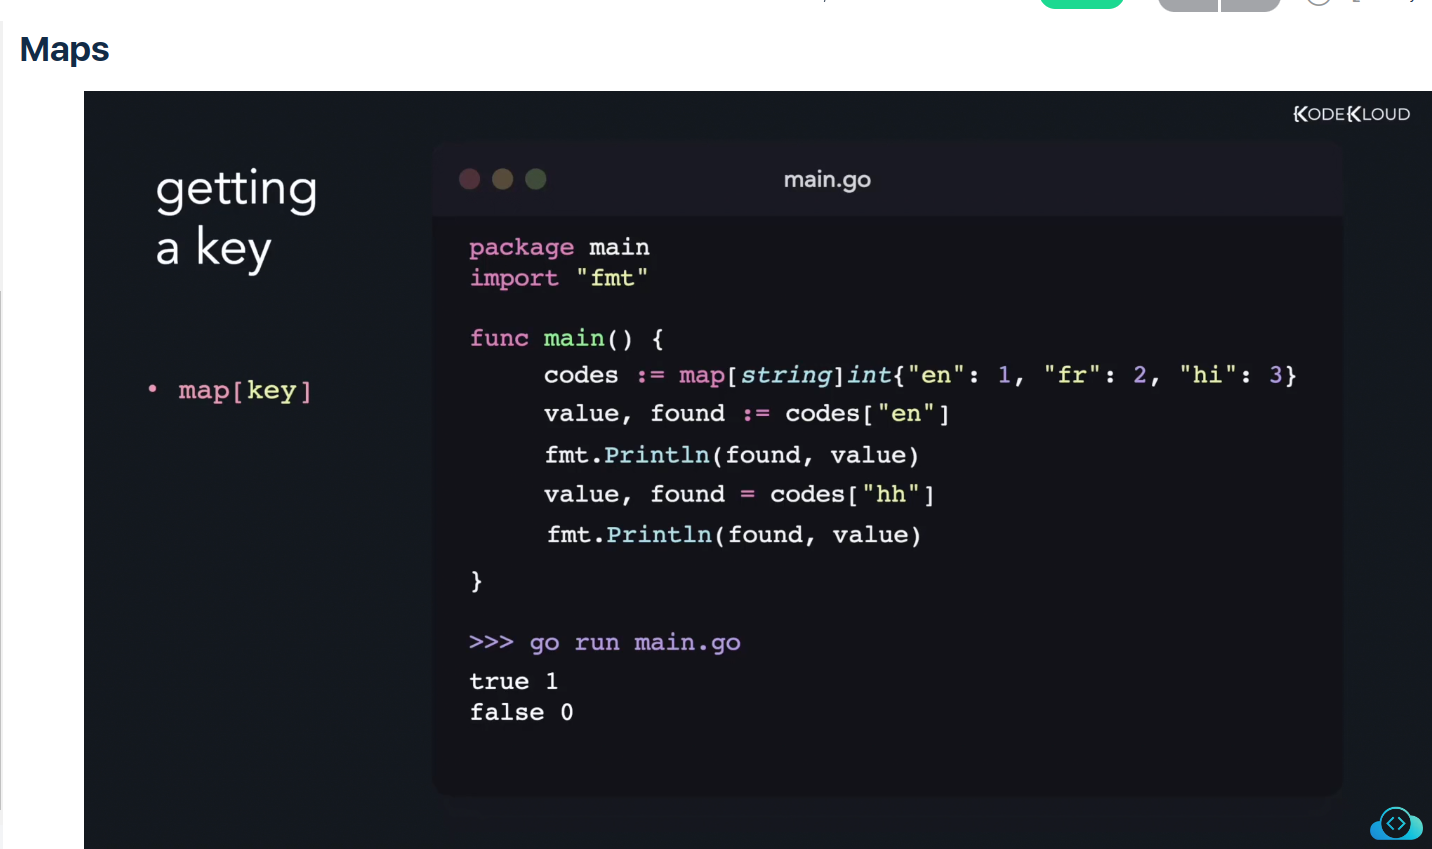 Maps
KODEKLOUD
getting
a key
• map[key]
main.go
package main
import "fmt"
func main() {
codes := map[string]int{"en": 1, "fr": 2, "hi": 3}
value, found := codes["en"]
fmt.Println(found, value)
value, found = codes["hh"]
fmt.Println(found, value)
}
>>> go run main.go
true 1
false 0